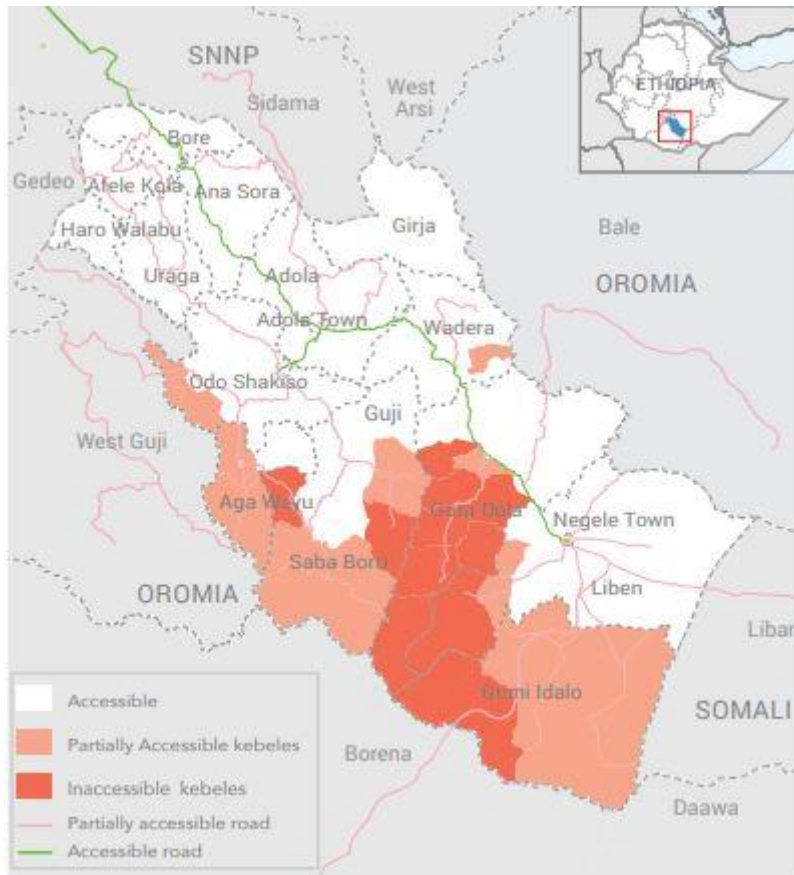 SNNP
ETHIOPIA
West
Arsi
Sidama
Bore
Gedeo
Afele Kola
Ana Sora
Girja
Haro Walabu
Bale
Uraga
Adola
OROMIA
Adola Town
Wadera
Odo Shakiso
Guji
West Guji
Aga Wayu
Goro Dola
Negele Town
Saba Boru
OROMIA
Liben
Liban
Gumi Idalo
SOMALI
Borena
Daawa
Accessible
Partially Accessible kebeles
Inaccessible kebeles
Partially accessible road
Accessible road